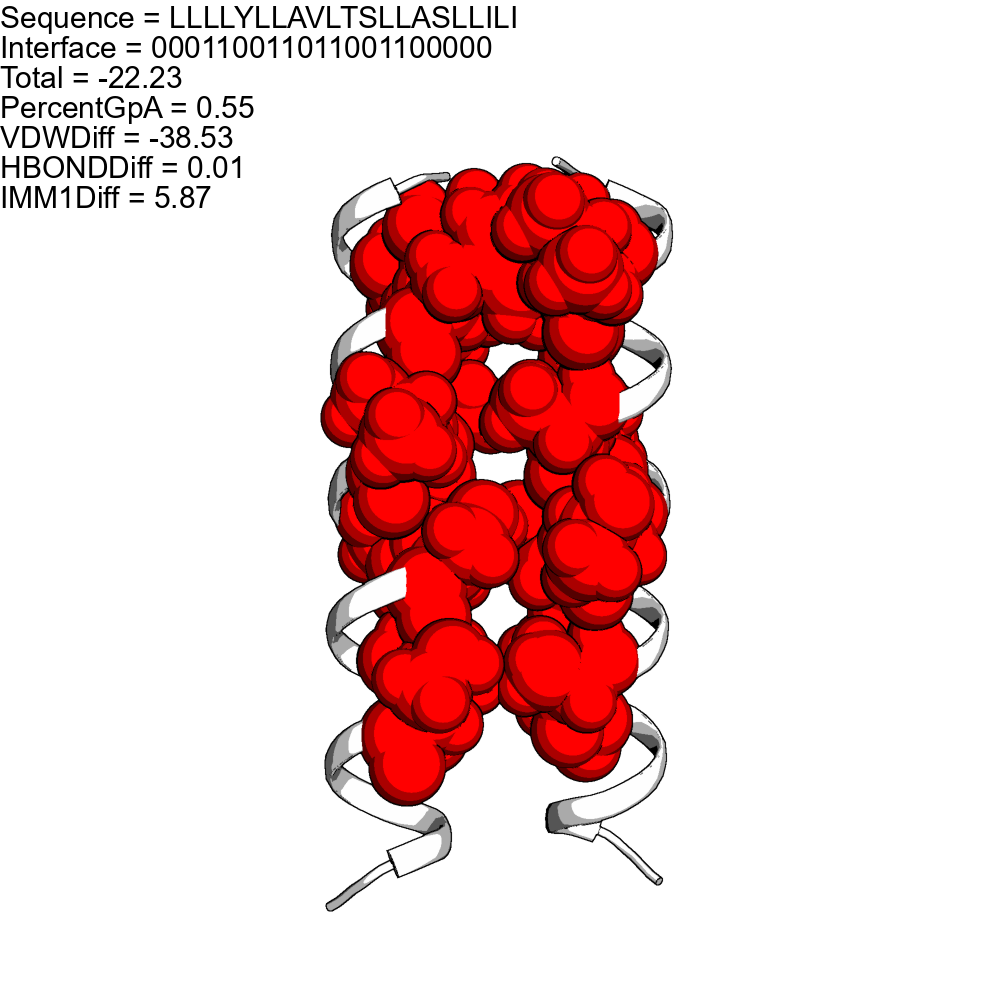 Sequence = LLLLYLLAVLTSLLASLLILI
Interface = 000110011011001100000
Total = -22.23
PercentGpA = 0.55
VDWDiff = -38.53
HBONDDiff = 0.01
IMM1Diff = 5.87